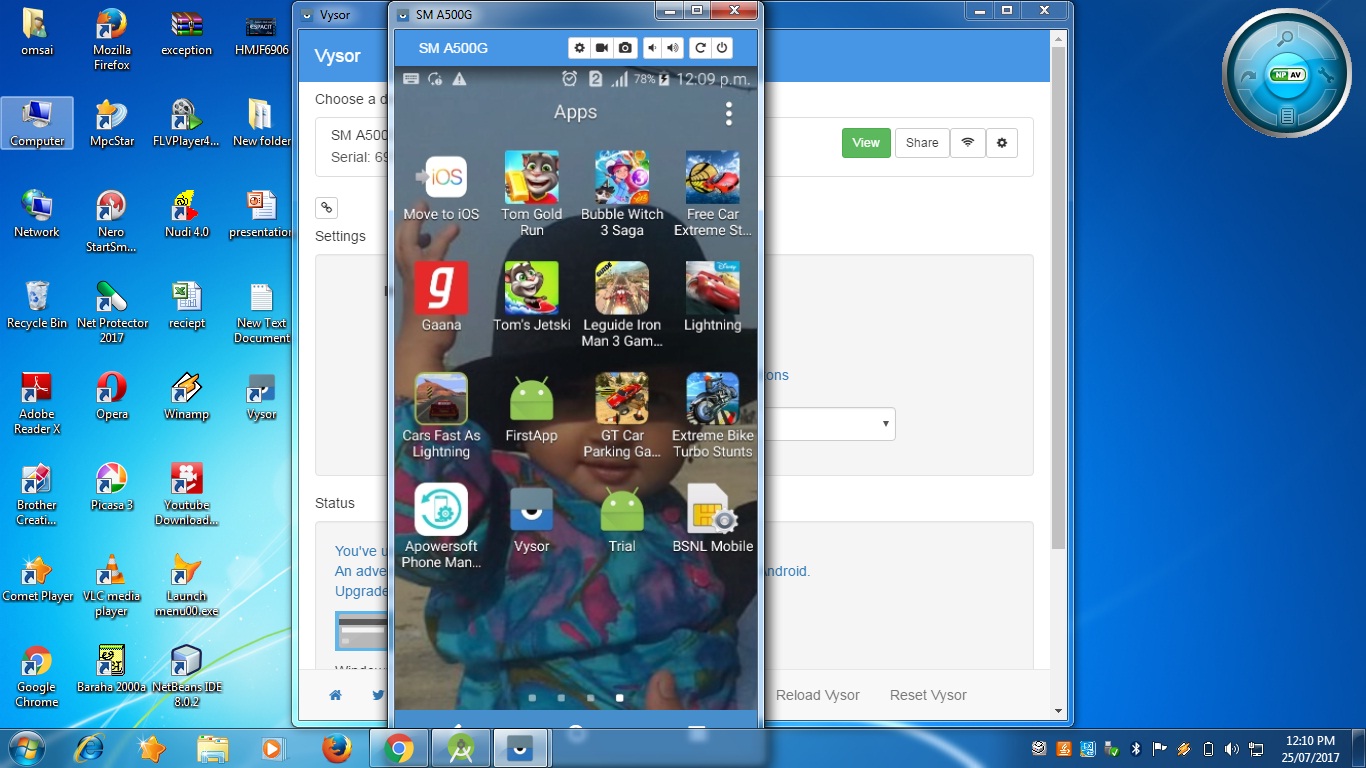 omsai
Mozilla
Firefox
exception
ESPACIT
HMJF6906
Computer
MpcStar
FLVPlayer4...
New folder
Network
Nero
StartSm...
Nudi 4.0
presentation
Recycle Bin
Net Protector
2017
reciept
New Text
Document
Adobe
Reader X
Opera
Winamp
Vysor
Brother
Creati...
Picasa 3
Youtube
Download...
Comet Player
VLC media
player
Launch
menu00.exe
Google
Chrome
Baraha 2000a
NetBeans IDE
8.0.2
Vysor
Vysor
Choose a d
SM A500
Serial: 69
View
Share
Settings
ons
Status
You've u
An adve
ndroid.
Upgrade
Reload Vysor
Reset Vysor
SM A500G
SM A500G
2
78%
12:09 p.m.
Apps
iOS
Move to iOS
Tom Gold
Run
3
Bubble Witch
3 Saga
Free Car
Extreme St...
g
Gaana
Tom's Jetski
GUIDE
Leguide Iron
Man 3 Gam...
Disney
Lightning
Cars Fast As
Lightning
FirstApp
GT Car
Parking Ga...
Extreme Bike
Turbo Stunts
Apowersoft
Phone Man...
Vysor
Trial
BSNL Mobile
NP AV
12:10 PM
25/07/2017